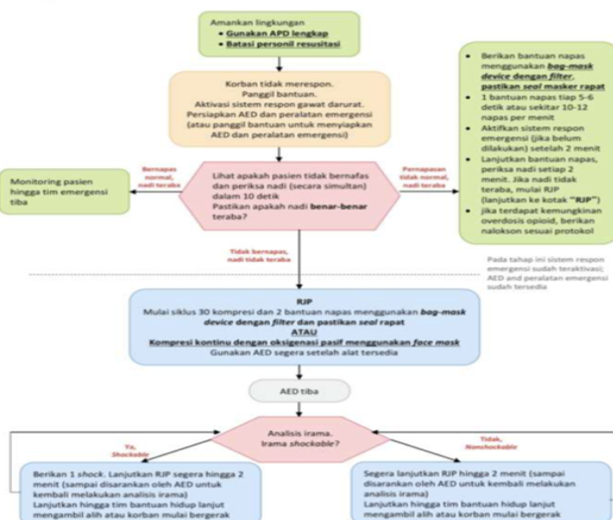 Amankan lingkungan
• Gunakan APD lengkap
• Batasi personil resusitasi
Korban tidak merespon.
Panggil bantuan.
Aktivasi sistem respon gawat darurat.
Persiapkan AED dan peralatan emergensi
(atau panggil bantuan untuk menyiapkan
AED dan peralatan emergensi)
• Berikan bantuan napas
menggunakan bag-mask
device dengan filter,
pastikan seal masker rapat
• 1 bantuan napas tiap 5-6
detik atau sekitar 10-12
napas per menit
• Aktifkan sistem respon
emergensi (jika belum
dilakukan) setelah 2 menit
• Lanjutkan bantuan napas,
periksa nadi setiap 2
menit. Jika nadi tidak
teraba, mulai RJP
(lanjutkan ke kotak "RJP")
• jika terdapat kemungkinan
overdosis opioid, berikan
nalokson sesuai protokol
Bernapas
normal,
nadi teraba
Monitoring pasien
hingga tim emergensi
tiba
Lihat apakah pasien tidak bernafas
dan periksa nadi (secara simultan)
dalam 10 detik
Pastikan apakah nadi benar-benar
teraba?
Pernapasan
tidak normal,
nadi teraba
Tidak bernapas,
nadi tidak teraba
Pada tahap ini sistem respon
emergensi sudah teraktivasi;
AED and peralatan emergensi
sudah tersedia
RJP
Mulai siklus 30 kompresi dan 2 bantuan napas menggunakan bag-mask
device dengan filter dan pastikan seal rapat
ATAU
Kompresi kontinu dengan oksigenasi pasif menggunakan face mask
Gunakan AED segera setelah alat tersedia
AED tiba
Analisis irama.
Irama shockable?
Ya,
Shockable
Tidak,
Nonshockable
Berikan 1 shock. Lanjutkan RJP segera hingga 2
menit (sampai disarankan oleh AED untuk
kembali melakukan analisis irama)
Lanjutkan hingga tim bantuan hidup lanjut
mengambil alih atau korban mulai bergerak
Segera lanjutkan RJP hingga 2 menit (sampai
disarankan oleh AED untuk kembali melakukan
analisis irama)
Lanjutkan hingga tim bantuan hidup lanjut
mengambil alih atau korban mulai bergerak